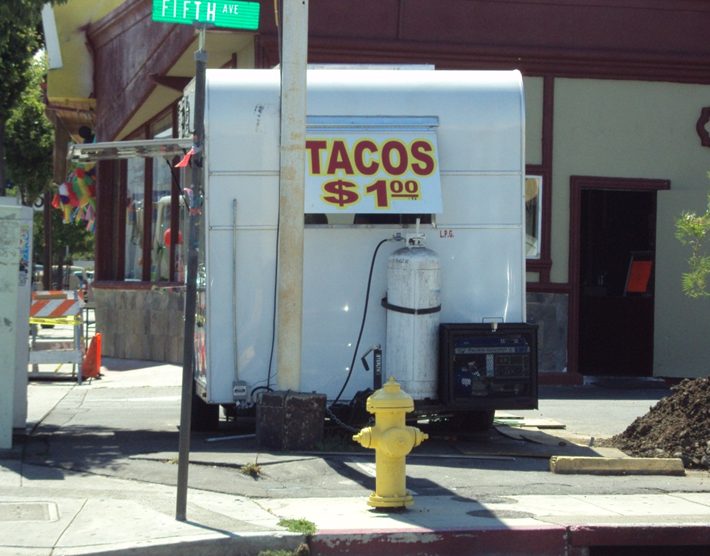 FIFTH AVE
TACOS
$1.00
L.P.G.